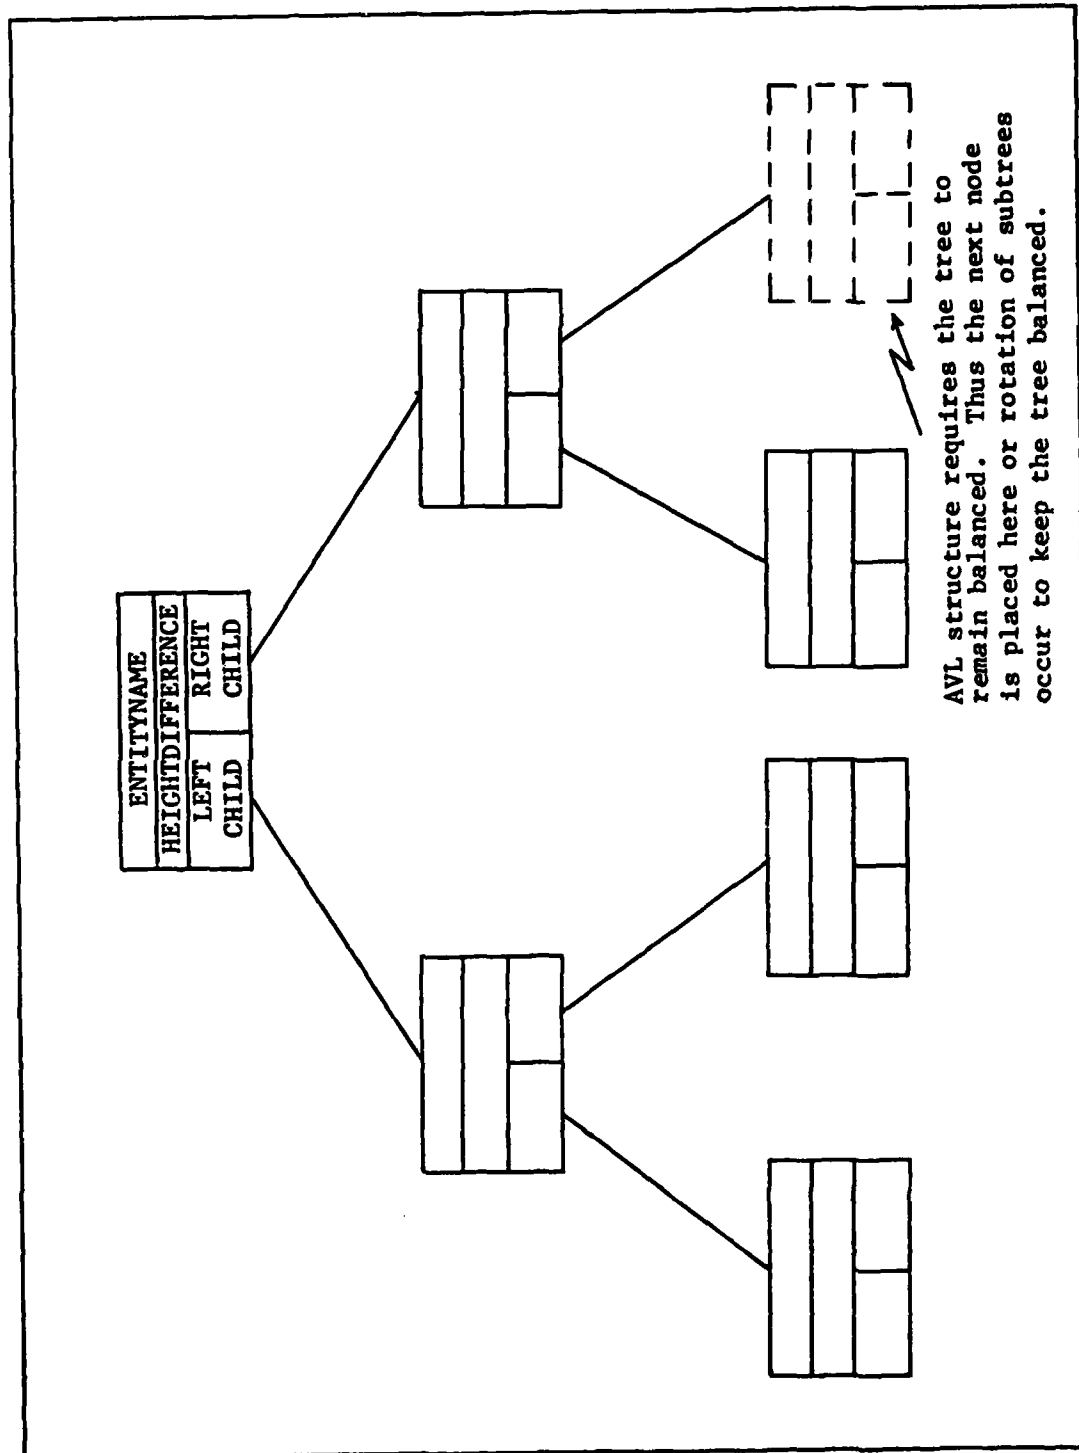 ENTITYNAME
HEIGHTDIFFERENCE
LEFT RIGHT
CHILD CHILD
AVL structure requires the tree to
remain balanced. Thus the next node
is placed here or rotation of subtrees
occur to keep the tree balanced.